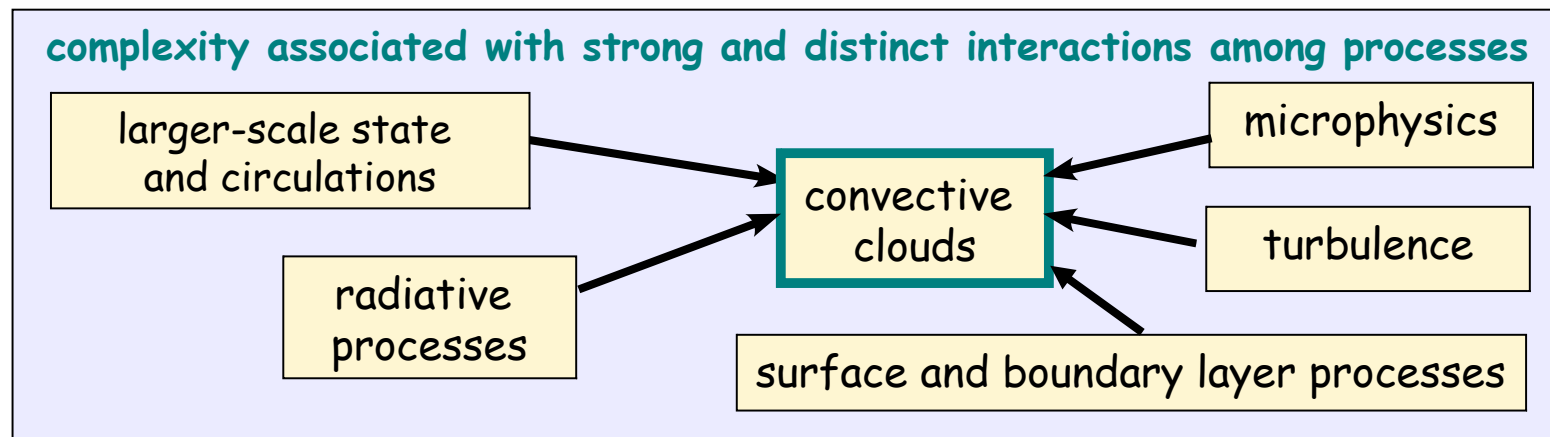 complexity associated with strong and distinct interactions among processes
larger-scale state
and circulations
microphysics
convective
clouds
turbulence
radiative
processes
surface and boundary layer processes